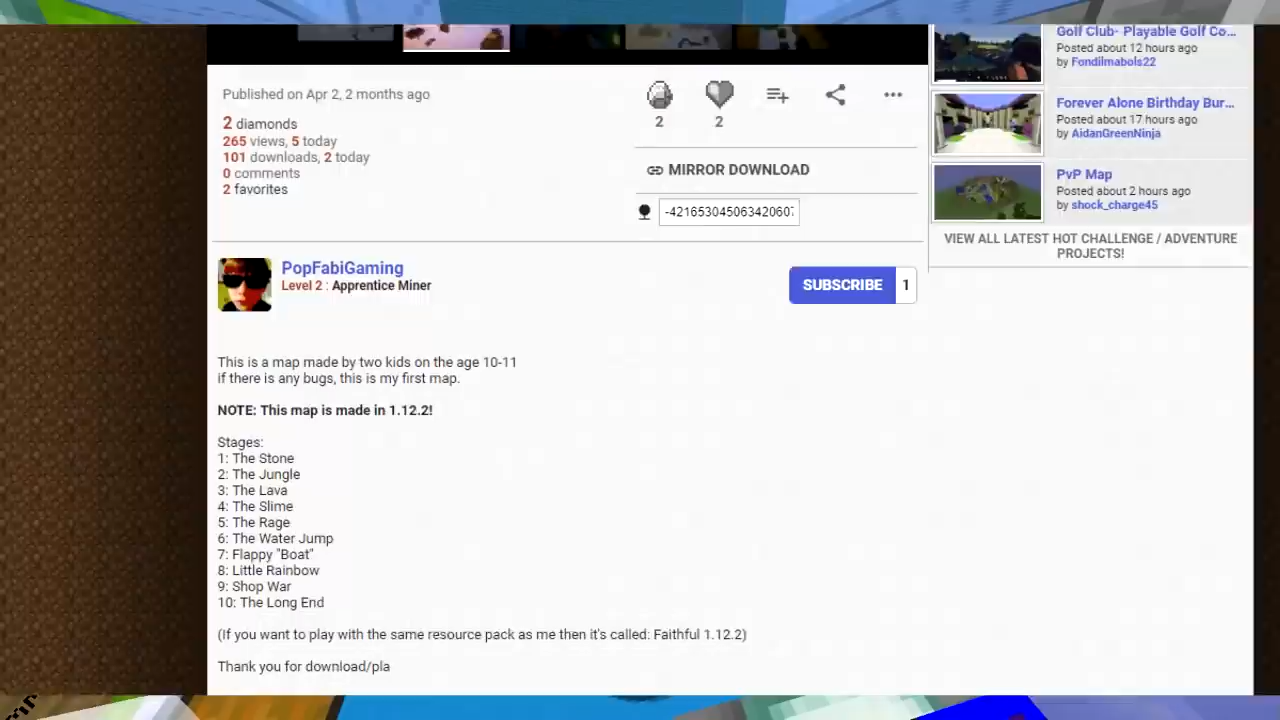 Published on Apr 2, 2 months ago
2 diamonds
265 views, 5 today
101 downloads, 2 today
0 comments
2 favorites
2
2
MIRROR DOWNLOAD
-421653045063420607
PopFabiGaming
Level 2 : Apprentice Miner
SUBSCRIBE 1
This is a map made by two kids on the age 10-11
if there is any bugs, this is my first map.
NOTE: This map is made in 1.12.2!
Stages:
1: The Stone
2: The Jungle
3: The Lava
4: The Slime
5: The Rage
6: The Water Jump
7: Flappy "Boat"
8: Little Rainbow
9: Shop War
10: The Long End
(If you want to play with the same resource pack as me then it's called: Faithful 1.12.2)
Thank you for download/pla
Golf Club- Playable Golf Co...
Posted about 12 hours ago
by Fondilmabols22
Forever Alone Birthday Bur...
Posted about 17 hours ago
by AidanGreenNinja
PvP Map
Posted about 2 hours ago
by shock_charge45
VIEW ALL LATEST HOT CHALLENGE / ADVENTURE
PROJECTS!